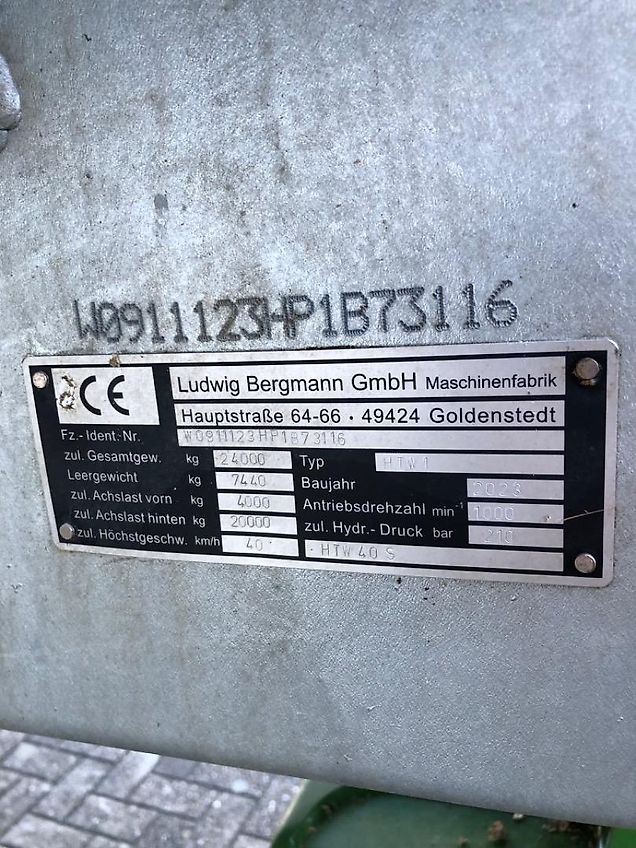 W0911123HP1B73116
CE Ludwig Bergmann GmbH Maschinenfabrik
Hauptstraße 64-66 · 49424 Goldenstedt
Fz.- Ident.-Nr. W0911123HP1B73116
zul. Gesamtgew. kg 24000 Typ HTW1
Leergewicht kg 7440 Baujahr 2023
zul. Achslast vorn kg 4000 Antriebsdrehzahl min⁻¹ 1000
zul. Achslast hinten kg 20000 zul. Hydr.- Druck bar 210
zul. Höchstgeschw. km/h 40 HTW 40 S